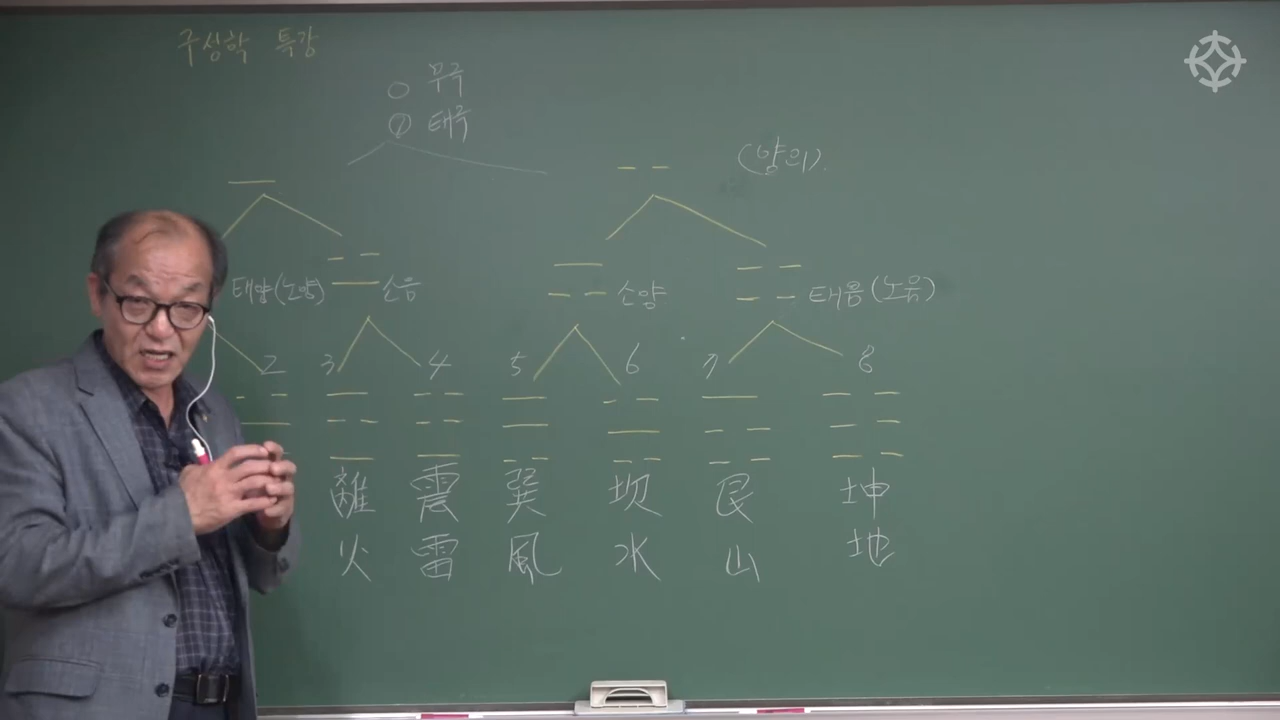 구성학 특강
무극
태극
(양의)
태양(노양) 소음 소양 태음(노음)
2 3 4 5 6 7 8
離 震 巽 坎 艮 坤
火 雷 風 水 山 地